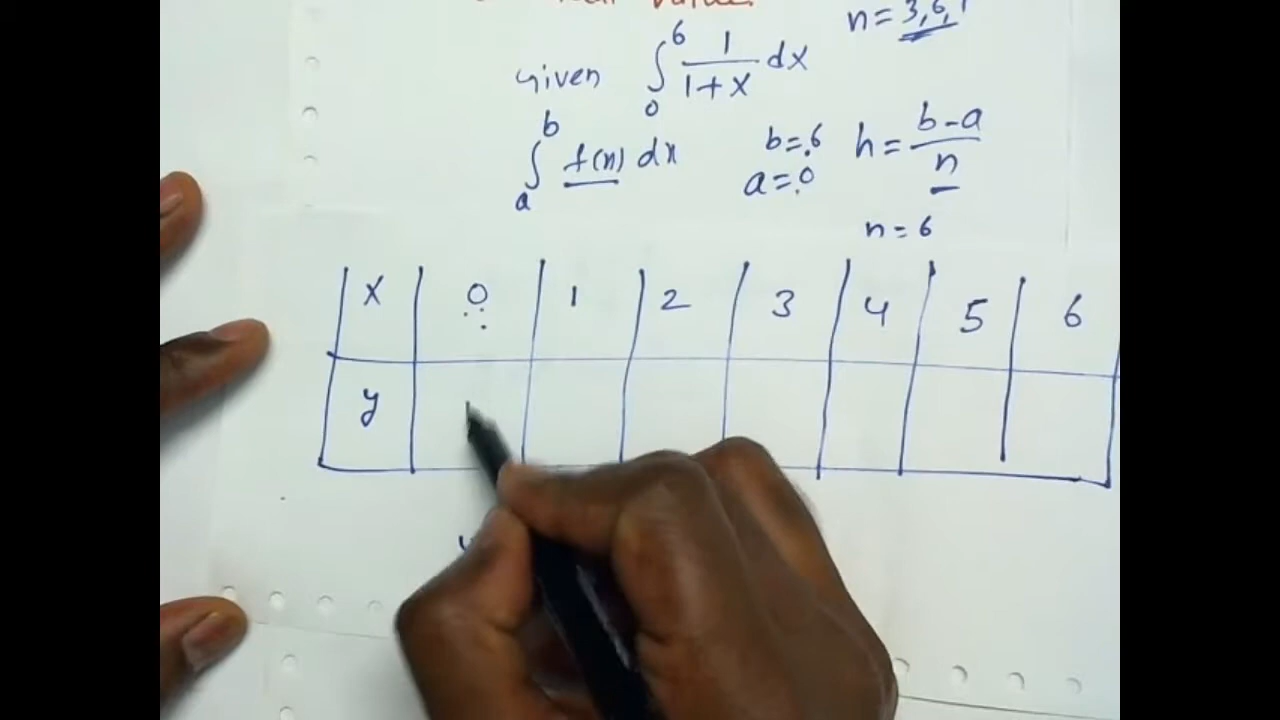 value
n = 3, 6,
Given ∫₀⁶ 1/(1+x) dx
∫ₐᵇ f(x) dx b = 6 h = (b-a)/n
a = 0
n = 6
x 0 1 2 3 4 5 6
y